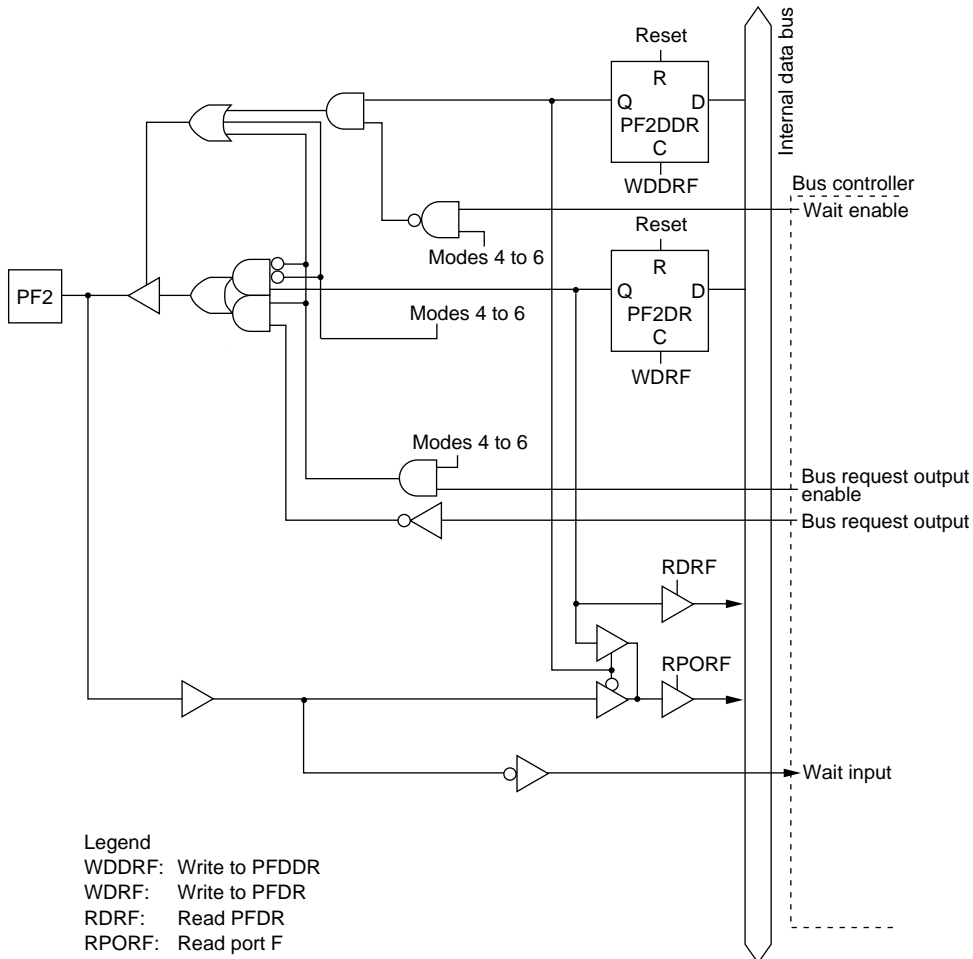 Reset
R
Q
D
PF2DDR
C
WDDRF
Internal data bus
Bus controller
Wait enable
Modes 4 to 6
Reset
R
Q
D
PF2DR
C
WDRF
PF2
Modes 4 to 6
Modes 4 to 6
Bus request output
enable
Bus request output
RDRF
RPORF
Wait input
Legend
WDDRF: Write to PFDDR
WDRF: Write to PFDR
RDRF: Read PFDR
RPORF: Read port F